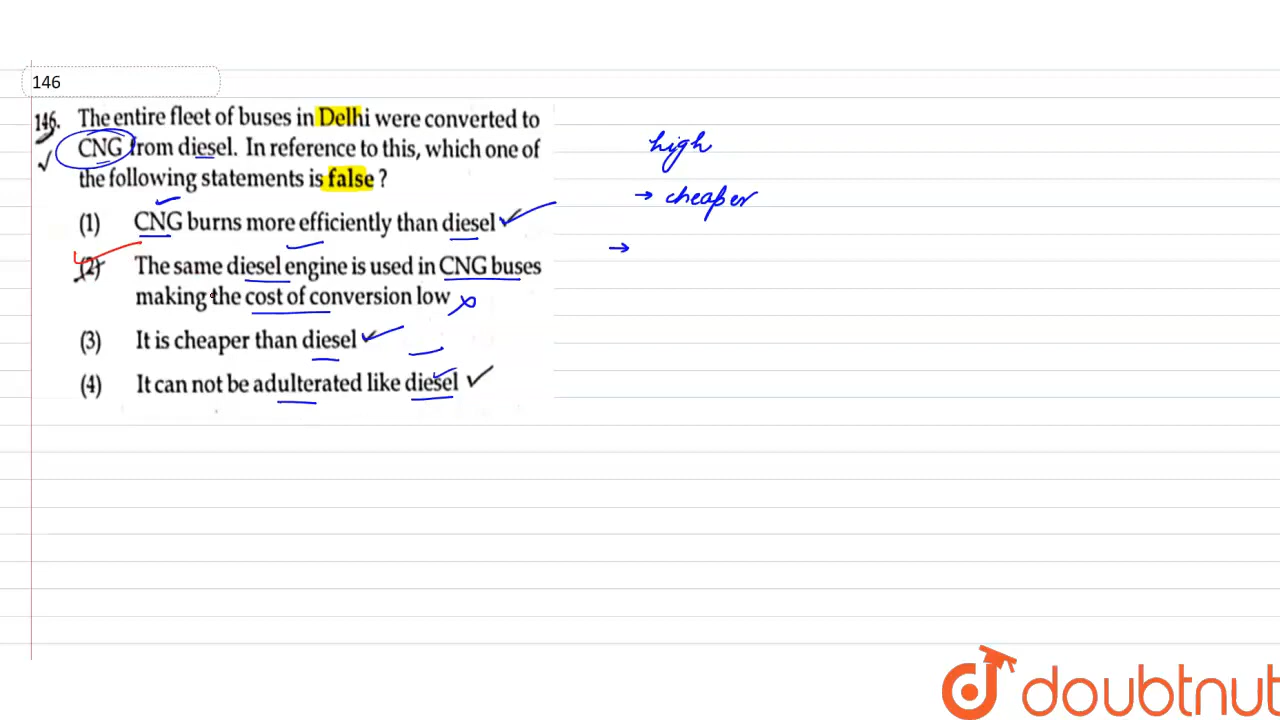 146
146. The entire fleet of buses in Delhi were converted to
CNG from diesel. In reference to this, which one of
the following statements is false ?
(1) CNG burns more efficiently than diesel
(2) The same diesel engine is used in CNG buses
making the cost of conversion low
(3) It is cheaper than diesel
(4) It can not be adulterated like diesel
high
→ cheaper
→
doubtnut